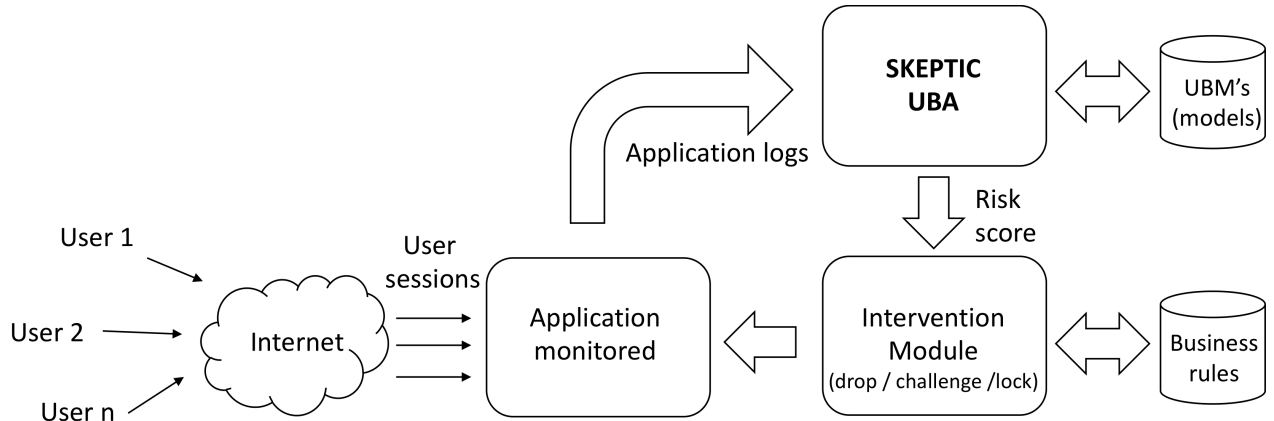 SKEPTIC
UBA
UBM's
(models)
Application logs
Risk
score
User 1
User
sessions
User 2
Internet
Application
monitored
Intervention
Module
(drop / challenge /lock)
Business
rules
User n